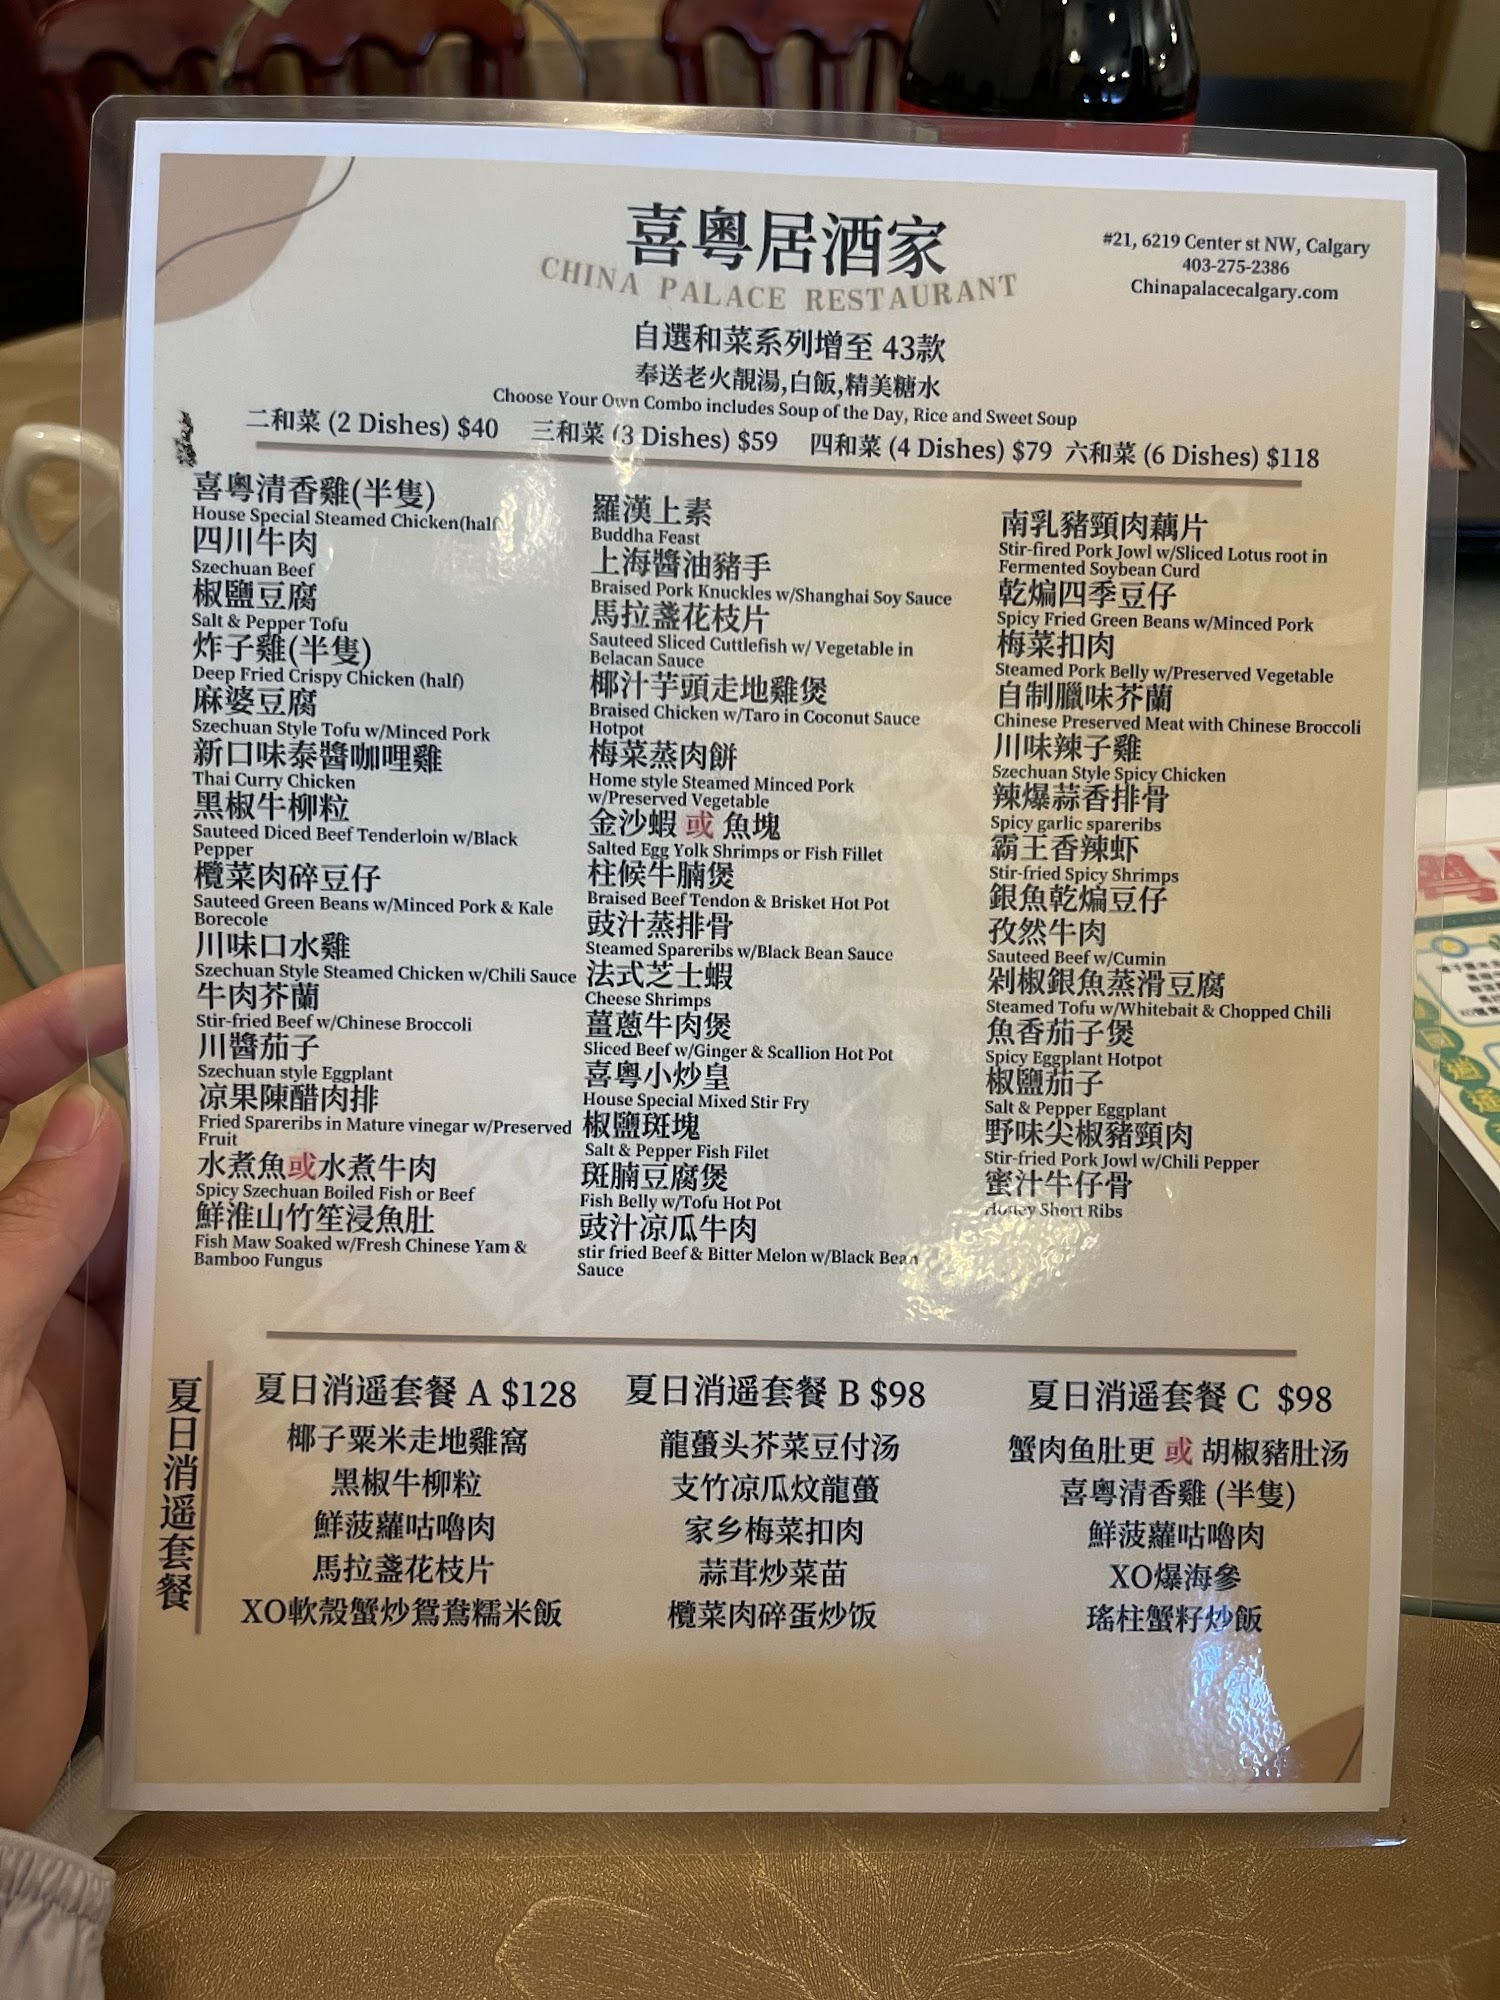 喜粵居酒家
CHINA PALACE RESTAURANT
#21, 6219 Center st NW, Calgary
403-275-2386
Chinapalacecalgary.com
自選和菜系列增至 43款
奉送老火靚湯,白飯,精美糖水
Choose Your Own Combo includes Soup of the Day, Rice and Sweet Soup
二和菜 (2 Dishes) $40 三和菜 (3 Dishes) $59 四和菜 (4 Dishes) $79 六和菜 (6 Dishes) $118
喜粵清香雞(半隻)
House Special Steamed Chicken(half)
四川牛肉
Szechuan Beef
椒鹽豆腐
Salt & Pepper Tofu
炸子雞(半隻)
Deep Fried Crispy Chicken (half)
麻婆豆腐
Szechuan Style Tofu w/Minced Pork
新口味泰醬咖哩雞
Thai Curry Chicken
黑椒牛柳粒
Sauteed Diced Beef Tenderloin w/Black
Pepper
欖菜肉碎豆仔
Sauteed Green Beans w/Minced Pork & Kale
Borecole
川味口水雞
Szechuan Style Steamed Chicken w/Chili Sauce
牛肉芥蘭
Stir-fried Beef w/Chinese Broccoli
川醬茄子
Szechuan style Eggplant
凉果陳醋肉排
Fried Spareribs in Mature vinegar w/Preserved
Fruit
水煮魚或水煮牛肉
Spicy Szechuan Boiled Fish or Beef
鮮淮山竹笙浸魚肚
Fish Maw Soaked w/Fresh Chinese Yam &
Bamboo Fungus
羅漢上素
Buddha Feast
上海醬油豬手
Braised Pork Knuckles w/Shanghai Soy Sauce
馬拉盞花枝片
Sauteed Sliced Cuttlefish w/ Vegetable in
Belacan Sauce
椰汁芋頭走地雞煲
Braised Chicken w/Taro in Coconut Sauce
Hotpot
梅菜蒸肉餅
Home style Steamed Minced Pork
w/Preserved Vegetable
金沙蝦 或 魚塊
Salted Egg Yolk Shrimps or Fish Fillet
柱候牛腩煲
Braised Beef Tendon & Brisket Hot Pot
豉汁蒸排骨
Steamed Spareribs w/Black Bean Sauce
法式芝士蝦
Cheese Shrimps
薑蔥牛肉煲
Sliced Beef w/Ginger & Scallion Hot Pot
喜粵小炒皇
House Special Mixed Stir Fry
椒鹽斑塊
Salt & Pepper Fish Filet
斑腩豆腐煲
Fish Belly w/Tofu Hot Pot
豉汁凉瓜牛肉
stir fried Beef & Bitter Melon w/Black Bean
Sauce
南乳豬頸肉藕片
Stir-fired Pork Jowl w/Sliced Lotus root in
Fermented Soybean Curd
乾煸四季豆仔
Spicy Fried Green Beans w/Minced Pork
梅菜扣肉
Steamed Pork Belly w/Preserved Vegetable
自制臘味芥蘭
Chinese Preserved Meat with Chinese Broccoli
川味辣子雞
Szechuan Style Spicy Chicken
辣爆蒜香排骨
Spicy garlic spareribs
霸王香辣虾
Stir-fried Spicy Shrimps
銀魚乾煸豆仔
孜然牛肉
Sauteed Beef w/Cumin
剁椒銀魚蒸滑豆腐
Steamed Tofu w/Whitebait & Chopped Chili
魚香茄子煲
Spicy Eggplant Hotpot
椒鹽茄子
Salt & Pepper Eggplant
野味尖椒豬頸肉
Stir-fried Pork Jowl w/Chili Pepper
蜜汁牛仔骨
Honey Short Ribs
夏日消遥套餐
夏日消遥套餐 A $128
椰子粟米走地雞窩
黑椒牛柳粒
鮮菠蘿咕嚕肉
馬拉盞花枝片
XO軟殼蟹炒鴛鴦糯米飯
夏日消遥套餐 B $98
龍躉头芥菜豆付汤
支竹凉瓜炆龍躉
家乡梅菜扣肉
蒜茸炒菜苗
欖菜肉碎蛋炒饭
夏日消遥套餐 C $98
蟹肉鱼肚更 或 胡椒豬肚汤
喜粵清香雞 (半隻)
鮮菠蘿咕嚕肉
XO爆海參
瑤柱蟹籽炒飯